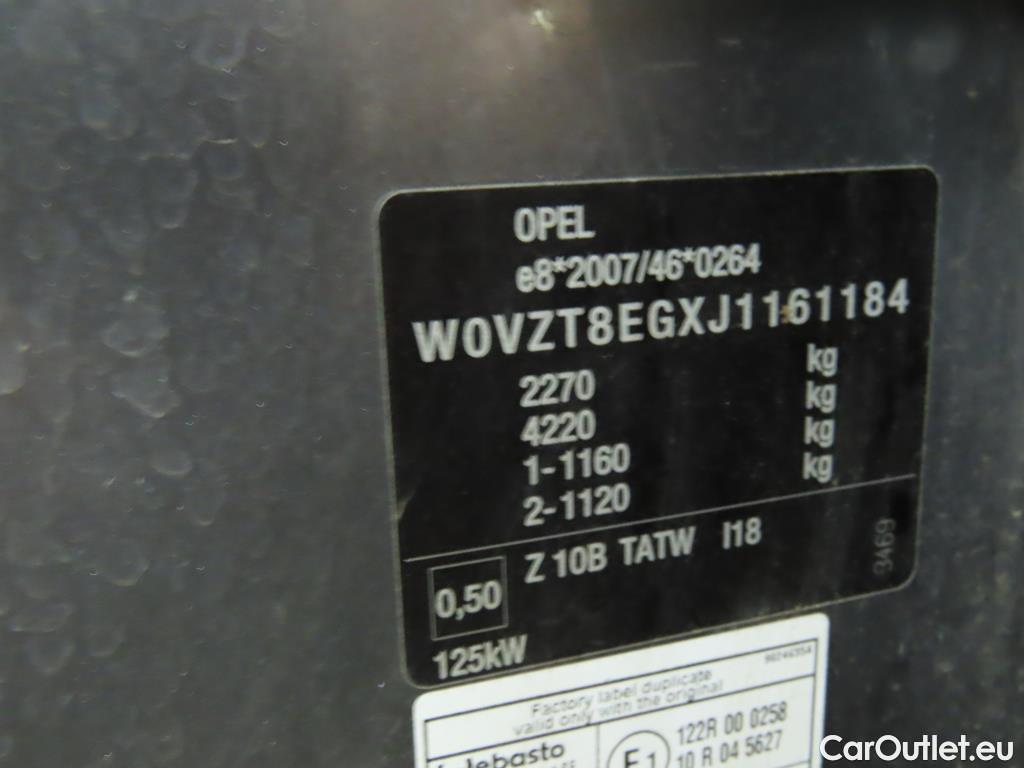 OPEL
e8*2007/46*0264
W0VZT8EGXJ1161184
2270 kg
4220 kg
1-1160 kg
2-1120 kg
Z 10B TATW I18
0,50
3469
125kW
9024635A
Factory label duplicate
valid only with the original
Webasto
E1
122R 00 0258
10 R 04 5627
CarOutlet.eu